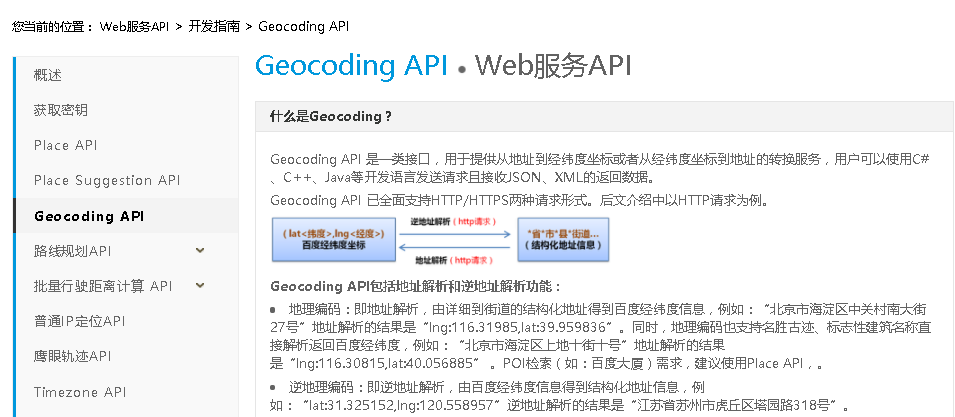 您当前的位置： Web服务API > 开发指南 > Geocoding API
概述
获取密钥
Place API
Place Suggestion API
Geocoding API
路线规划API
批量行驶距离计算 API
普通IP定位API
鹰眼轨迹API
Timezone API
Geocoding API • Web服务API
什么是Geocoding？
Geocoding API 是一类接口，用于提供从地址到经纬度坐标或者从经纬度坐标到地址的转换服务，用户可以使用C#
、C++、Java等开发语言发送请求且接收JSON、XML的返回数据。
Geocoding API 已全面支持HTTP/HTTPS两种请求形式。后文介绍中以HTTP请求为例。
（lat<纬度>,lng<经度>）
百度经纬度坐标
逆地址解析（http请求）
地址解析（http请求）
"省*市*县*街道...
（结构化地址信息）
Geocoding API包括地址解析和逆地址解析功能：
• 地理编码：即地址解析，由详细到街道的结构化地址得到百度经纬度信息，例如：“北京市海淀区中关村南大街
27号”地址解析的结果是“lng:116.31985,lat:39.959836”。同时，地理编码也支持名胜古迹、标志性建筑名称直
接解析返回百度经纬度，例如：“北京市海淀区上地十街十号”地址解析的结果
是“lng:116.30815,lat:40.056885” 。POI检索（如：百度大厦）需求，建议使用Place API，。
• 逆地理编码：即逆地址解析，由百度经纬度信息得到结构化地址信息，例
如：“lat:31.325152,lng:120.558957”逆地址解析的结果是“江苏省苏州市虎丘区塔园路318号”。